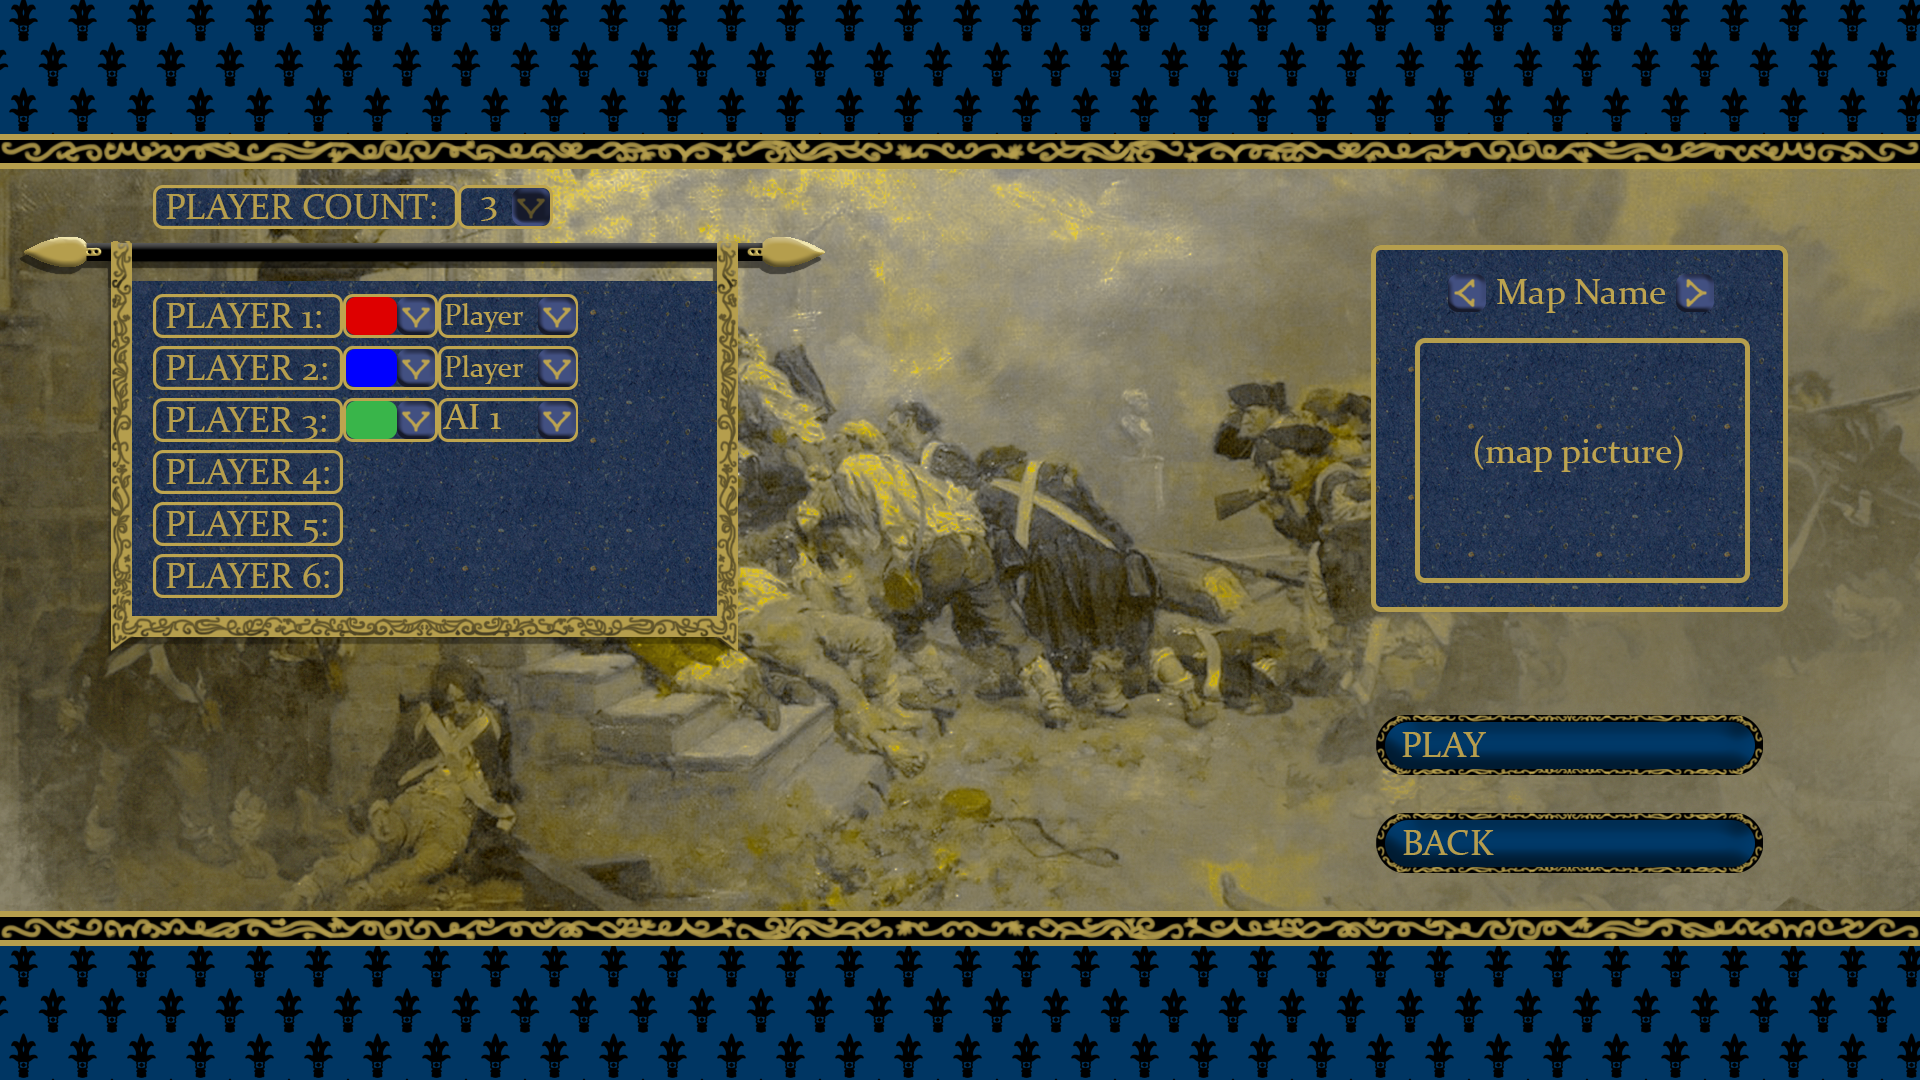 PLAYER COUNT: 3
PLAYER 1: Player
PLAYER 2: Player
PLAYER 3: AI 1
PLAYER 4:
PLAYER 5:
PLAYER 6:
Map Name
(map picture)
PLAY
BACK